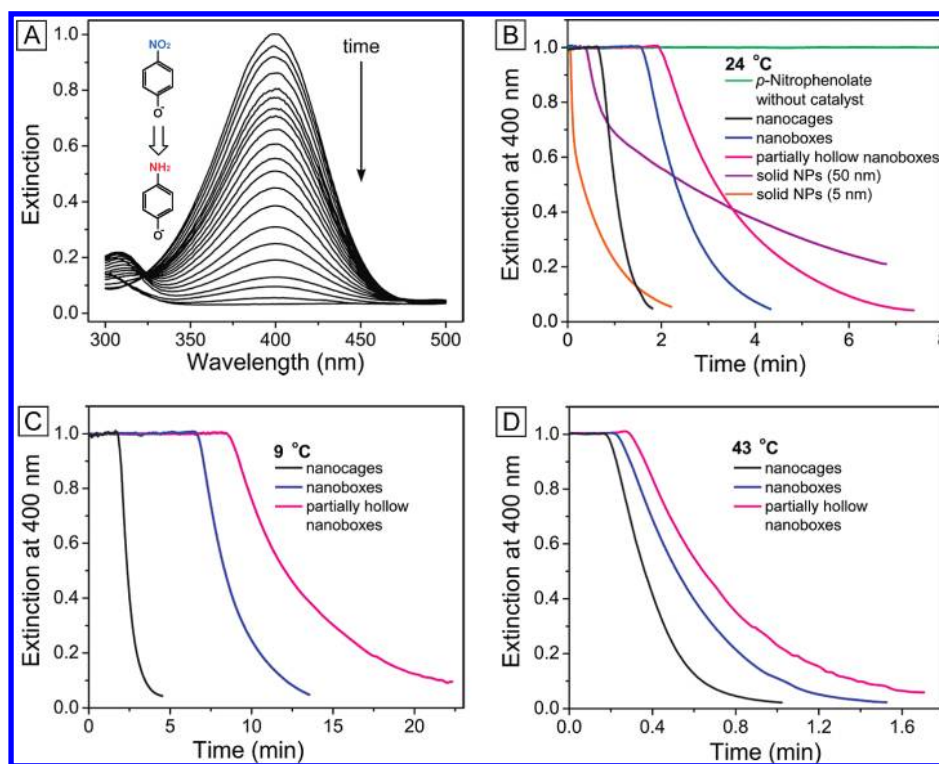 A
NO₂
O⁻
NH₂
O⁻
time
Extinction
1.0
0.8
0.6
0.4
0.2
0.0
300
350
400
450
500
Wavelength (nm)
B
24 °C
p-Nitrophenolate
without catalyst
nanocages
nanoboxes
partially hollow nanoboxes
solid NPs (50 nm)
solid NPs (5 nm)
Extinction at 400 nm
1.0
0.8
0.6
0.4
0.2
0.0
0
2
4
6
8
Time (min)
C
9 °C
nanocages
nanoboxes
partially hollow
nanoboxes
Extinction at 400 nm
1.0
0.8
0.6
0.4
0.2
0.0
0
5
10
15
20
Time (min)
D
43 °C
nanocages
nanoboxes
partially hollow
nanoboxes
Extinction at 400 nm
1.0
0.8
0.6
0.4
0.2
0.0
0.0
0.4
0.8
1.2
1.6
Time (min)